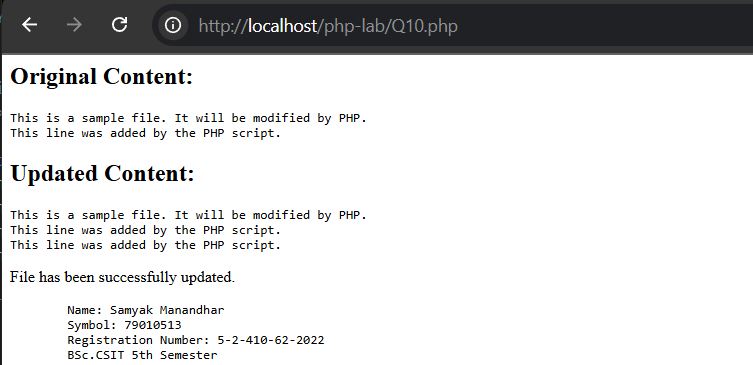 http://localhost/php-lab/Q10.php
Original Content:
This is a sample file. It will be modified by PHP.
This line was added by the PHP script.
Updated Content:
This is a sample file. It will be modified by PHP.
This line was added by the PHP script.
This line was added by the PHP script.
File has been successfully updated.
Name: Samyak Manandhar
Symbol: 79010513
Registration Number: 5-2-410-62-2022
BSc.CSIT 5th Semester